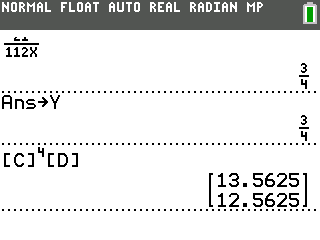 NORMAL FLOAT AUTO REAL RADIAN MP
112X
3
4
Ans→Y
3
4
[C]⁴[D]
[13.5625]
[12.5625]